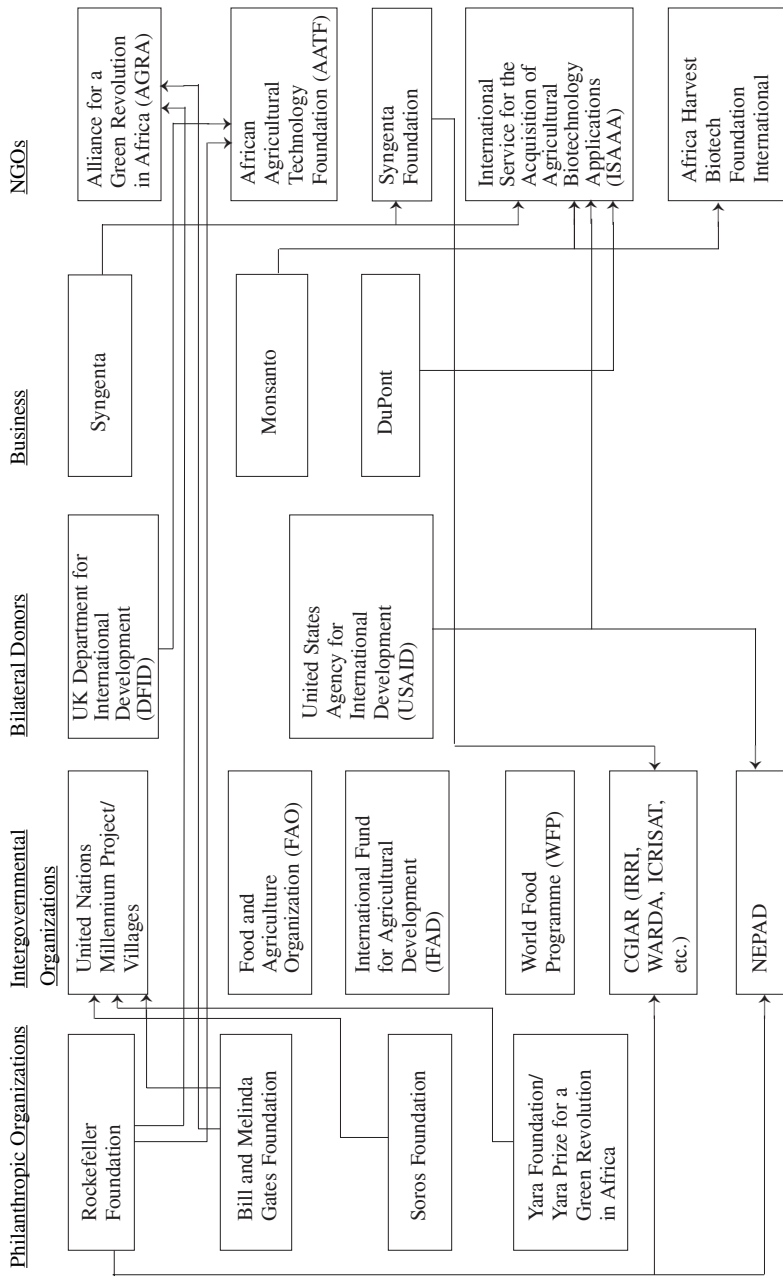 Philanthropic Organizations
Rockefeller
Foundation
Bill and Melinda
Gates Foundation
Soros Foundation
Yara Foundation/
Yara Prize for a
Green Revolution
in Africa
Intergovernmental
Organizations
United Nations
Millennium Project/
Villages
Food and
Agriculture
Organization (FAO)
International Fund
for Agricultural
Development
(IFAD)
World Food
Programme (WFP)
CGIAR (IRRI,
WARDA, ICRISAT,
etc.)
NEPAD
Bilateral Donors
UK Department for
International
Development
(DFID)
United States
Agency for
International
Development
(USAID)
Business
Syngenta
Monsanto
DuPont
NGOs
Alliance for a
Green Revolution
in Africa (AGRA)
African
Agricultural
Technology
Foundation (AATF)
Syngenta
Foundation
International
Service for the
Acquisition of
Agricultural
Biotechnology
Applications
(ISAAA)
Africa Harvest
Biotech
Foundation
International